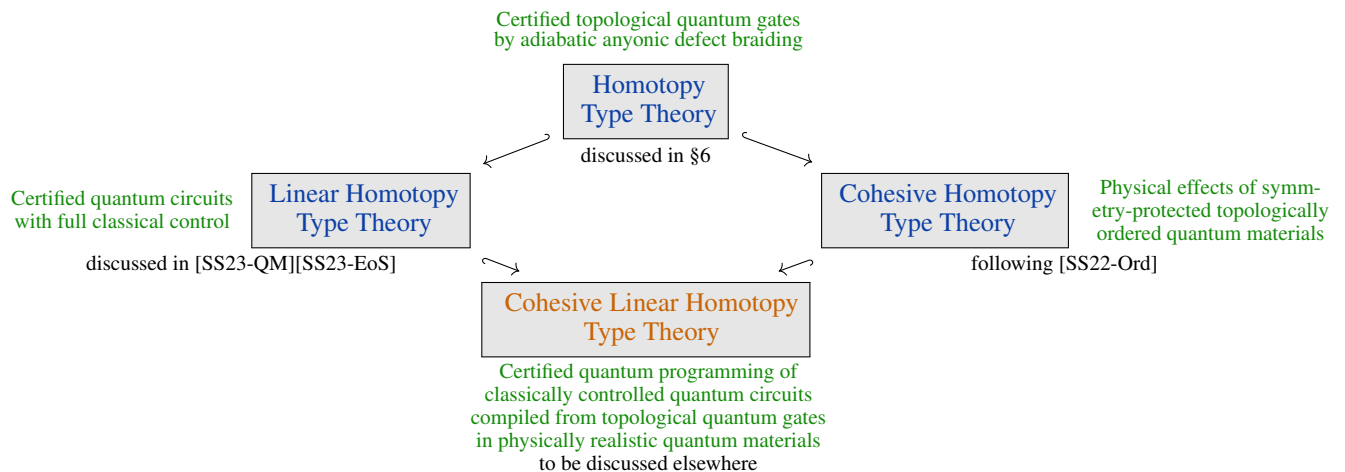 Certified topological quantum gates
by adiabatic anyonic defect braiding
Homotopy
Type Theory
discussed in §6
Certified quantum circuits
with full classical control
Linear Homotopy
Type Theory
discussed in [SS23-QM][SS23-EoS]
Cohesive Homotopy
Type Theory
following [SS22-Ord]
Physical effects of symm-
etry-protected topologically
ordered quantum materials
Cohesive Linear Homotopy
Type Theory
Certified quantum programming of
classically controlled quantum circuits
compiled from topological quantum gates
in physically realistic quantum materials
to be discussed elsewhere